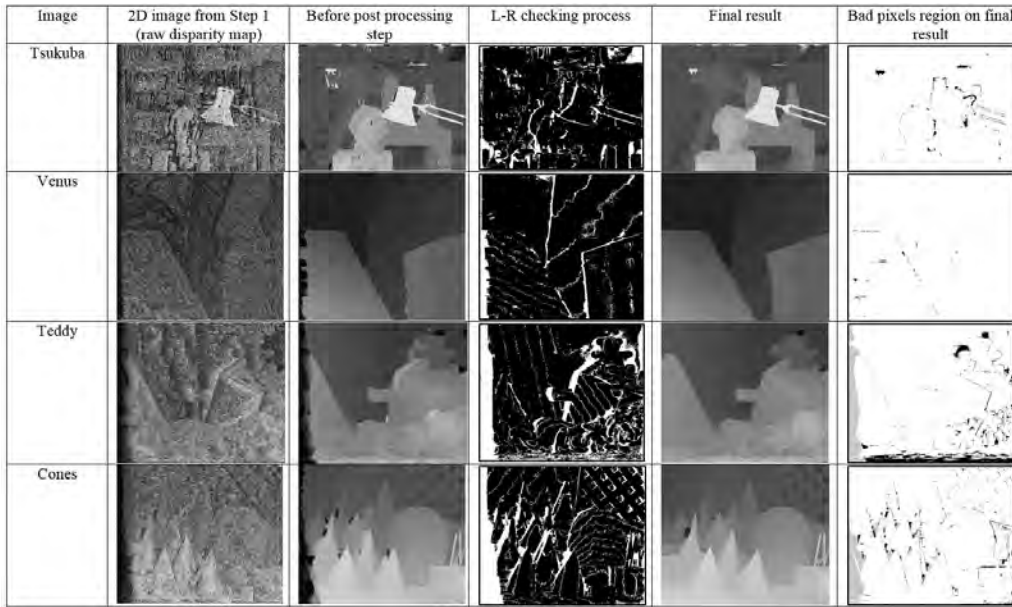 Image
2D image from Step 1
(raw disparity map)
Before post processing
step
L-R checking process
Final result
Bad pixels region on final
result
Tsukuba
Venus
Teddy
Cones